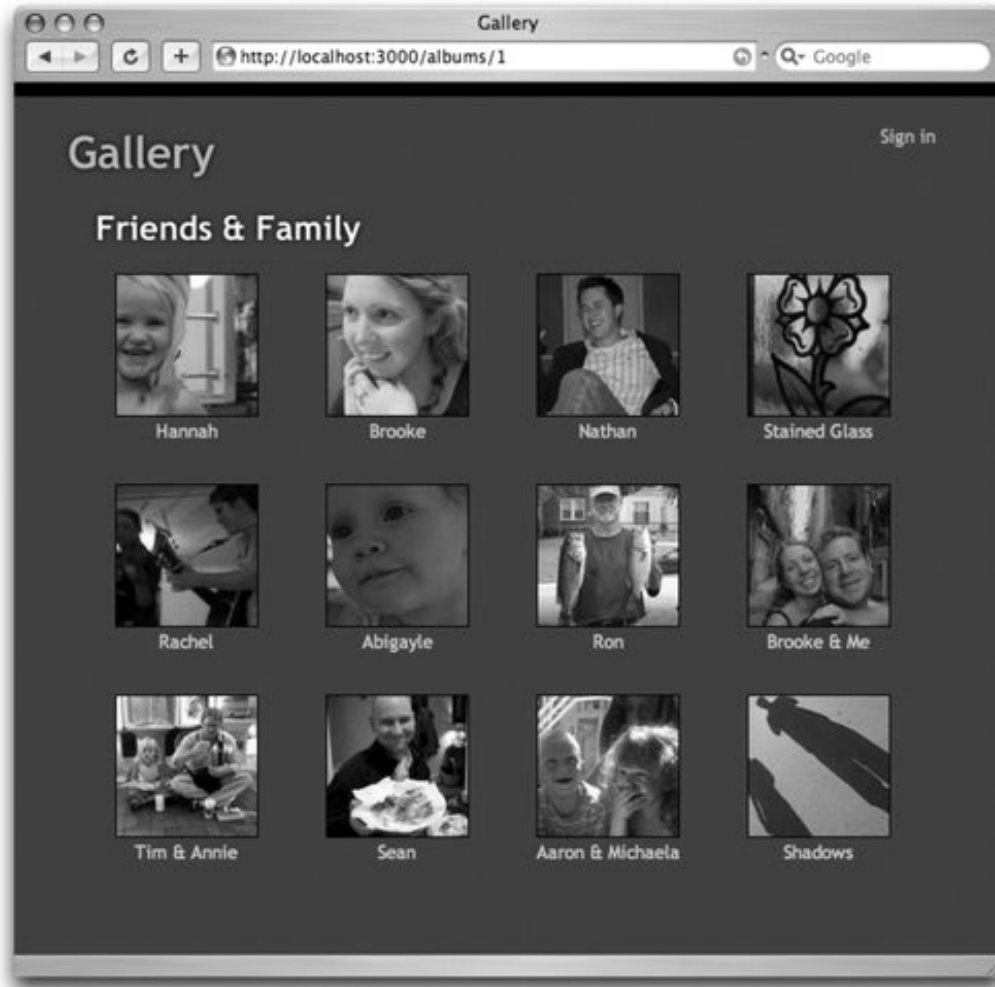 Gallery
http://localhost:3000/albums/1
Google
Sign in
Gallery
Friends & Family
Hannah
Brooke
Nathan
Stained Glass
Rachel
Abigayle
Ron
Brooke & Me
Tim & Annie
Sean
Aaron & Michaela
Shadows